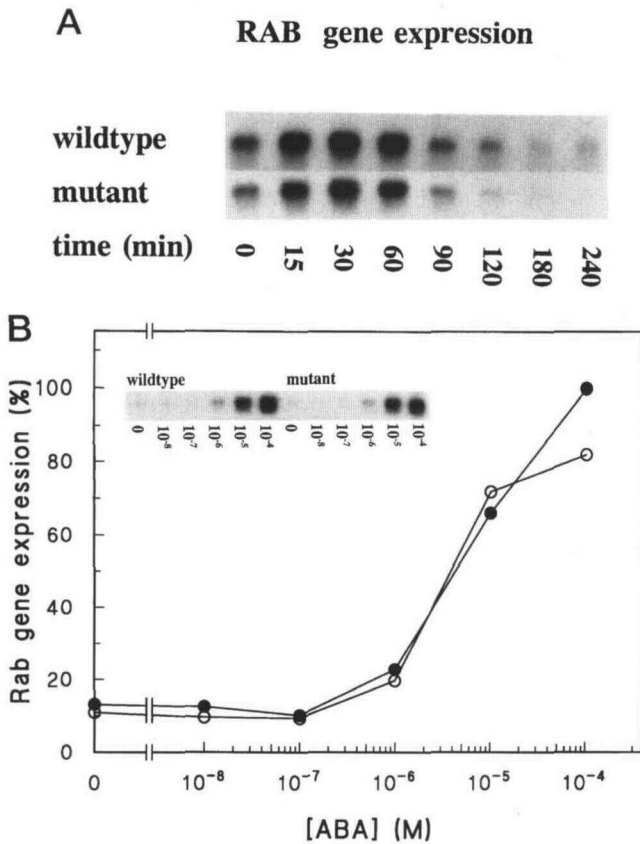 A RAB gene expression
wildtype
mutant
time (min) 0 15 30 60 90 120 180 240
B
wildtype mutant
0 10⁻⁸ 10⁻⁷ 10⁻⁶ 10⁻⁵ 10⁻⁴ 0 10⁻⁸ 10⁻⁷ 10⁻⁶ 10⁻⁵ 10⁻⁴
Rab gene expression (%)
100
80
60
40
20
0
0 10⁻⁸ 10⁻⁷ 10⁻⁶ 10⁻⁵ 10⁻⁴
[ABA] (M)